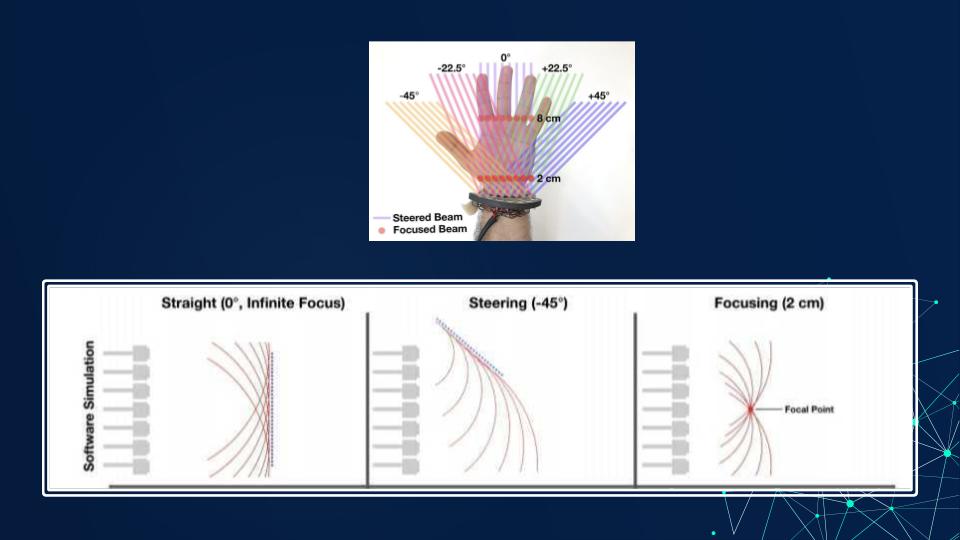 0°
-22.5°
+22.5°
-45°
+45°
8 cm
2 cm
Steered Beam
Focused Beam
Straight (0°, Infinite Focus)
Steering (-45°)
Focusing (2 cm)
Software Simulation
Focal Point